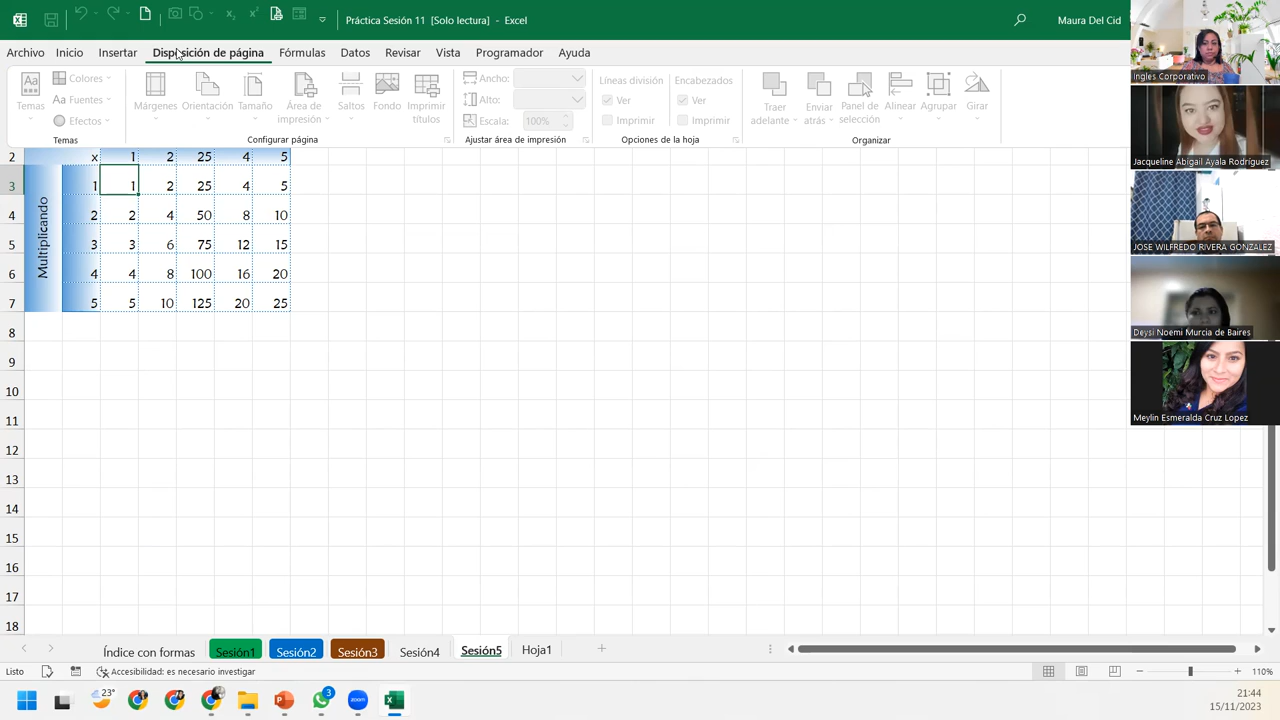 Práctica Sesión 11 [Solo lectura] - Excel
Maura Del Cid
Archivo Inicio Insertar Disposición de página Fórmulas Datos Revisar Vista Programador Ayuda
Temas
Colores
Fuentes
Efectos
Temas
Márgenes
Orientación
Tamaño
Área de impresión
Saltos
Fondo
Imprimir títulos
Configurar página
Ancho:
Alto:
Escala: 100%
Ajustar área de impresión
Líneas división
Ver
Imprimir
Encabezados
Ver
Imprimir
Opciones de la hoja
Traer adelante
Enviar atrás
Panel de selección
Alinear
Agrupar
Girar
Organizar
2 x 1 2 25 4 5
3 1 1 2 25 4 5
4 2 2 4 50 8 10
5 3 3 6 75 12 15
6 4 4 8 100 16 20
7 5 5 10 125 20 25
Multiplicando
8
9
10
11
12
13
14
15
16
17
18
Ingles Corporativo
Jacqueline Abigail Ayala Rodríguez
JOSE WILFREDO RIVERA GONZALEZ
Deysi Noemi Murcia de Baires
Meylin Esmeralda Cruz Lopez
Índice con formas Sesión1 Sesión2 Sesión3 Sesión4 Sesión5 Hoja1
Listo
Accesibilidad: es necesario investigar
110%
23°
3
zoom
21:44
15/11/2023